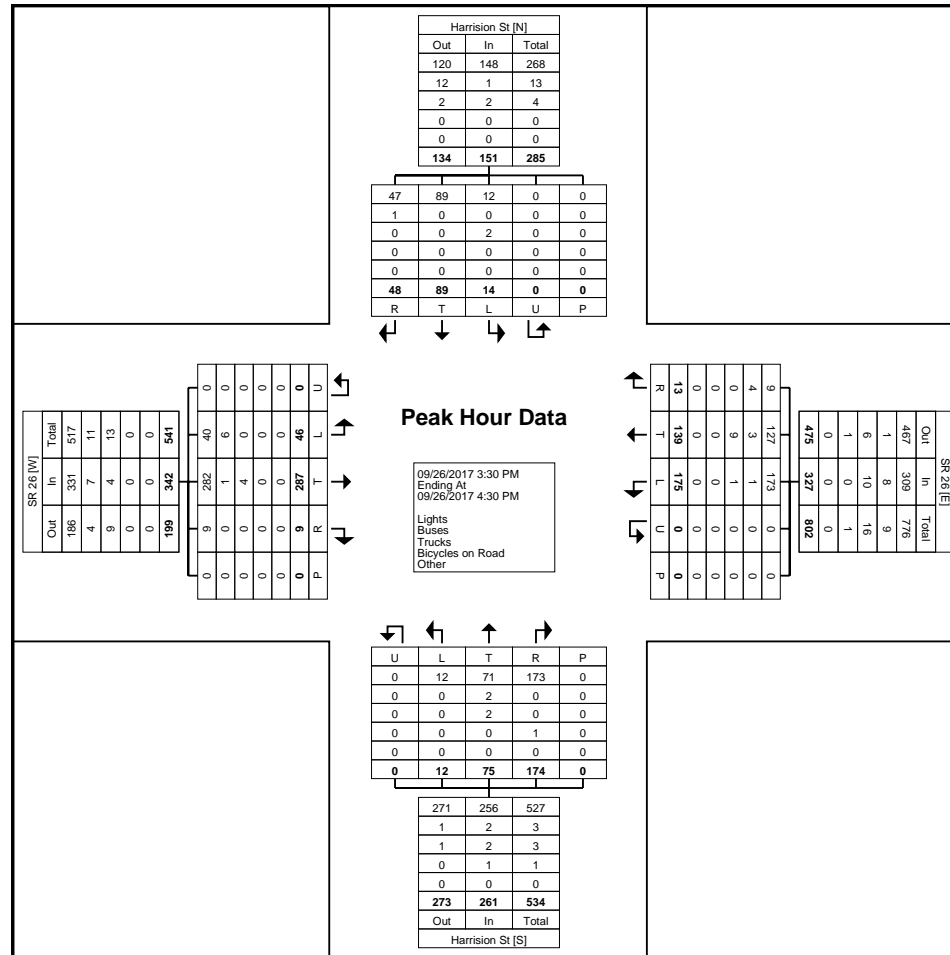 Harrision St [N]
Out In Total
120 148 268
12 1 13
2 2 4
0 0 0
0 0 0
134 151 285
47 89 12 0 0
1 0 0 0 0
0 0 2 0 0
0 0 0 0 0
0 0 0 0 0
48 89 14 0 0
R T L U P
SR 26 [W]
Total 517 11 13 0 0 541
In 331 7 4 0 0 342
Out 186 4 9 0 0 199
0 0 0 0 0 0 U
40 6 0 0 0 46 L
282 1 4 0 0 287 T
9 0 0 0 0 9 R
0 0 0 0 0 0 P
Peak Hour Data
09/26/2017 3:30 PM
Ending At
09/26/2017 4:30 PM
Lights
Buses
Trucks
Bicycles on Road
Other
R 13 0 0 0 4 9
T 139 0 0 9 3 127
L 175 0 0 1 1 173
U 0 0 0 0 0 0
P 0 0 0 0 0 0
475 0 1 6 1 467 Out
327 0 0 10 8 309 In
802 0 1 16 9 776 Total
SR 26 [E]
U L T R P
0 12 71 173 0
0 0 2 0 0
0 0 2 0 0
0 0 0 1 0
0 0 0 0 0
0 12 75 174 0
271 256 527
1 2 3
1 2 3
0 1 1
0 0 0
273 261 534
Out In Total
Harrision St [S]